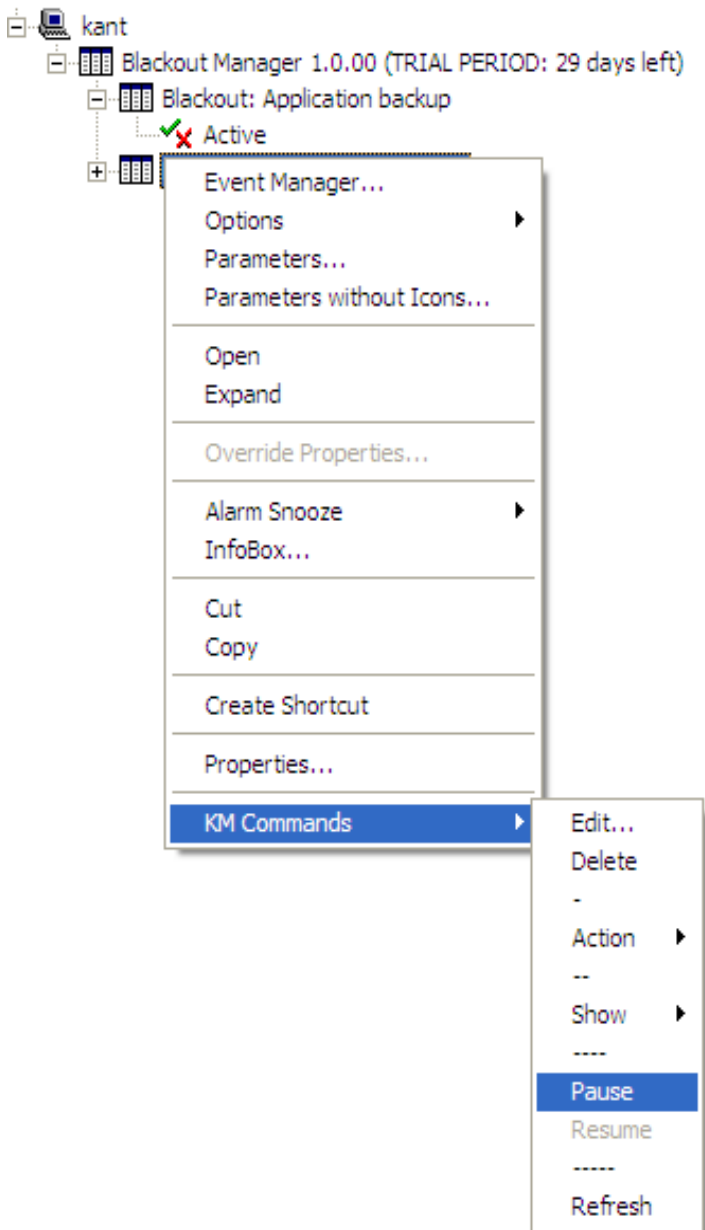 kant
Blackout Manager 1.0.00 (TRIAL PERIOD: 29 days left)
Blackout: Application backup
Active
Event Manager...
Options
Parameters...
Parameters without Icons...
Open
Expand
Override Properties...
Alarm Snooze
InfoBox...
Cut
Copy
Create Shortcut
Properties...
KM Commands
Edit...
Delete
-
Action
--
Show
----
Pause
Resume
-----
Refresh